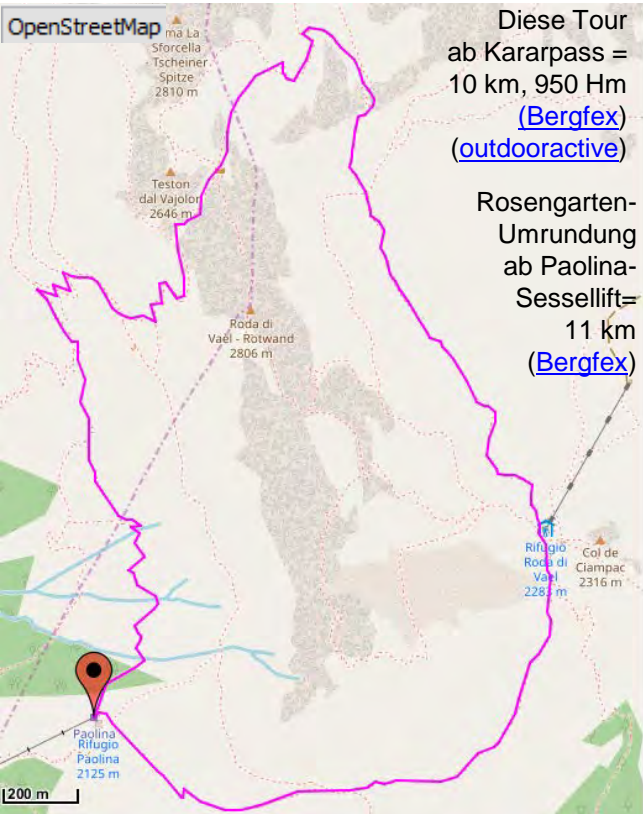 OpenStreetMap
ma La
Sforcella
- Tscheiner
Spitze
2810 m
Diese Tour
ab Kararpass =
10 km, 950 Hm
(Bergfex)
(outdooractive)
Teston
dal Vajolon
2646 m
Rosengarten-
Umrundung
ab Paolina-
Sessellift=
11 km
(Bergfex)
Roda di
Vaèl - Rotwand
2806 m
Rifugio
Roda di
Vael
2283 m
Col de
Ciampac
2316 m
Paolina
Rifugio
Paolina
2125 m
200 m